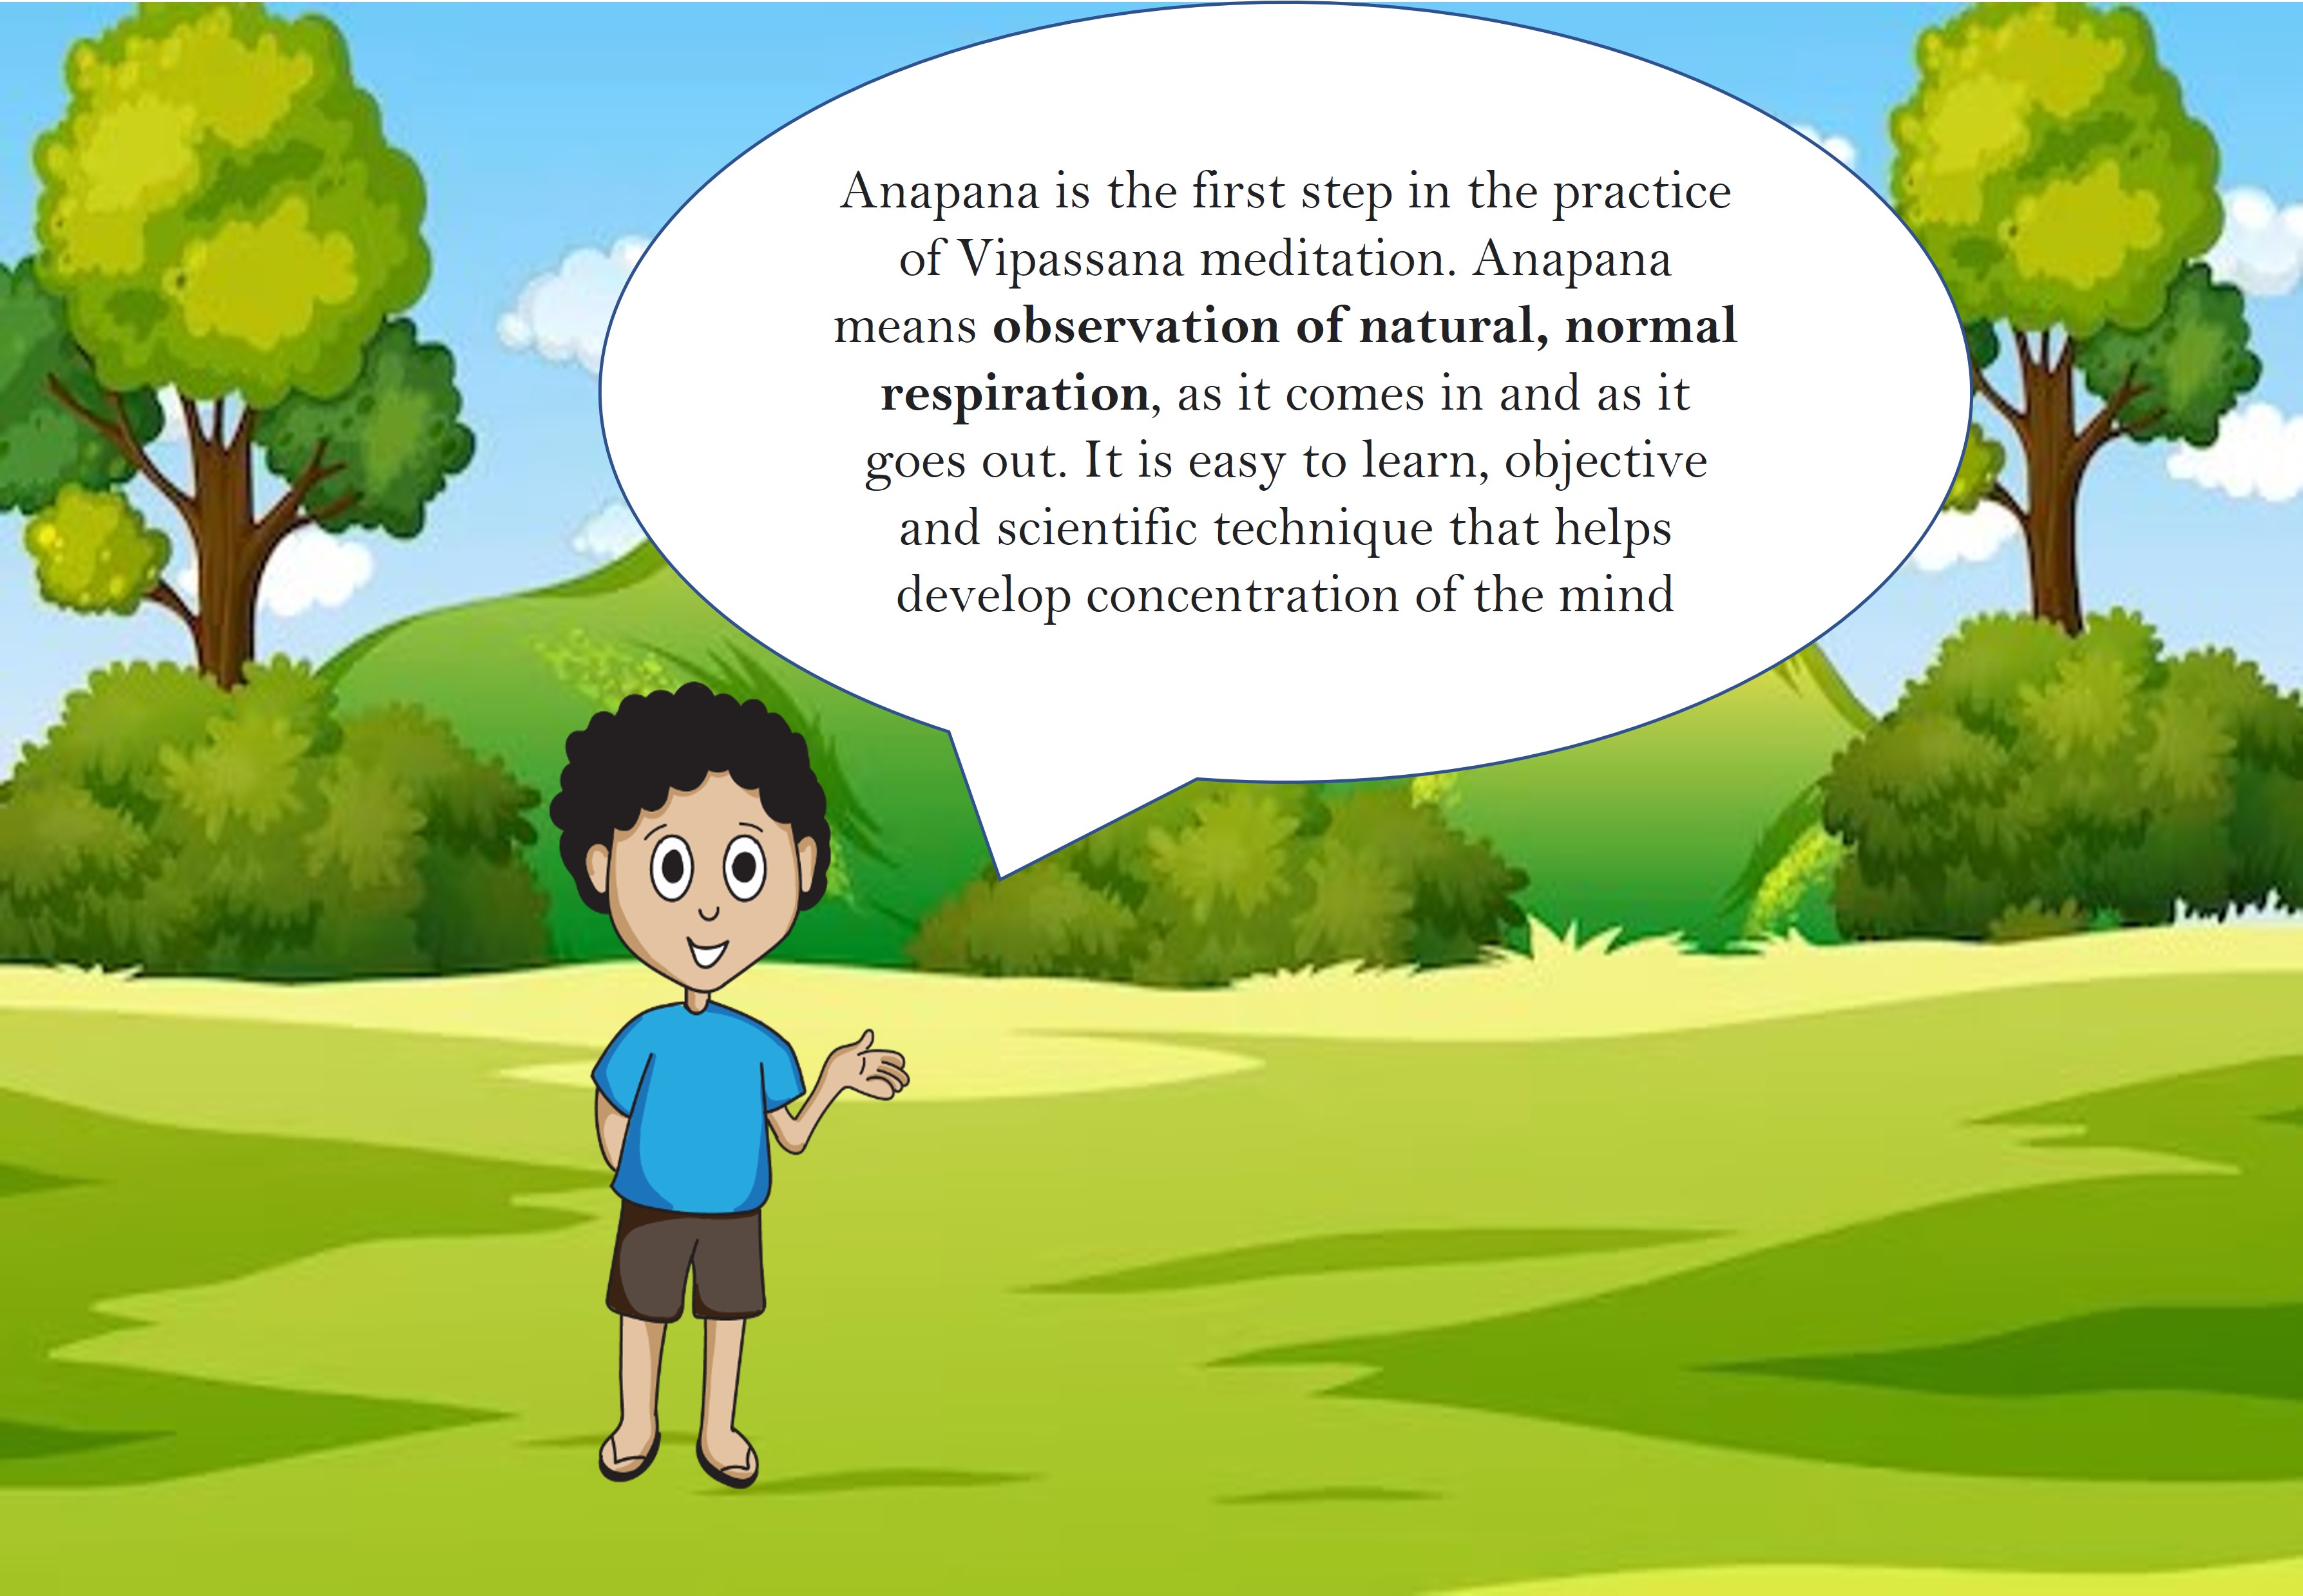 Anapana is the first step in the practice
of Vipassana meditation. Anapana
means observation of natural, normal
respiration, as it comes in and as it
goes out. It is easy to learn, objective
and scientific technique that helps
develop concentration of the mind